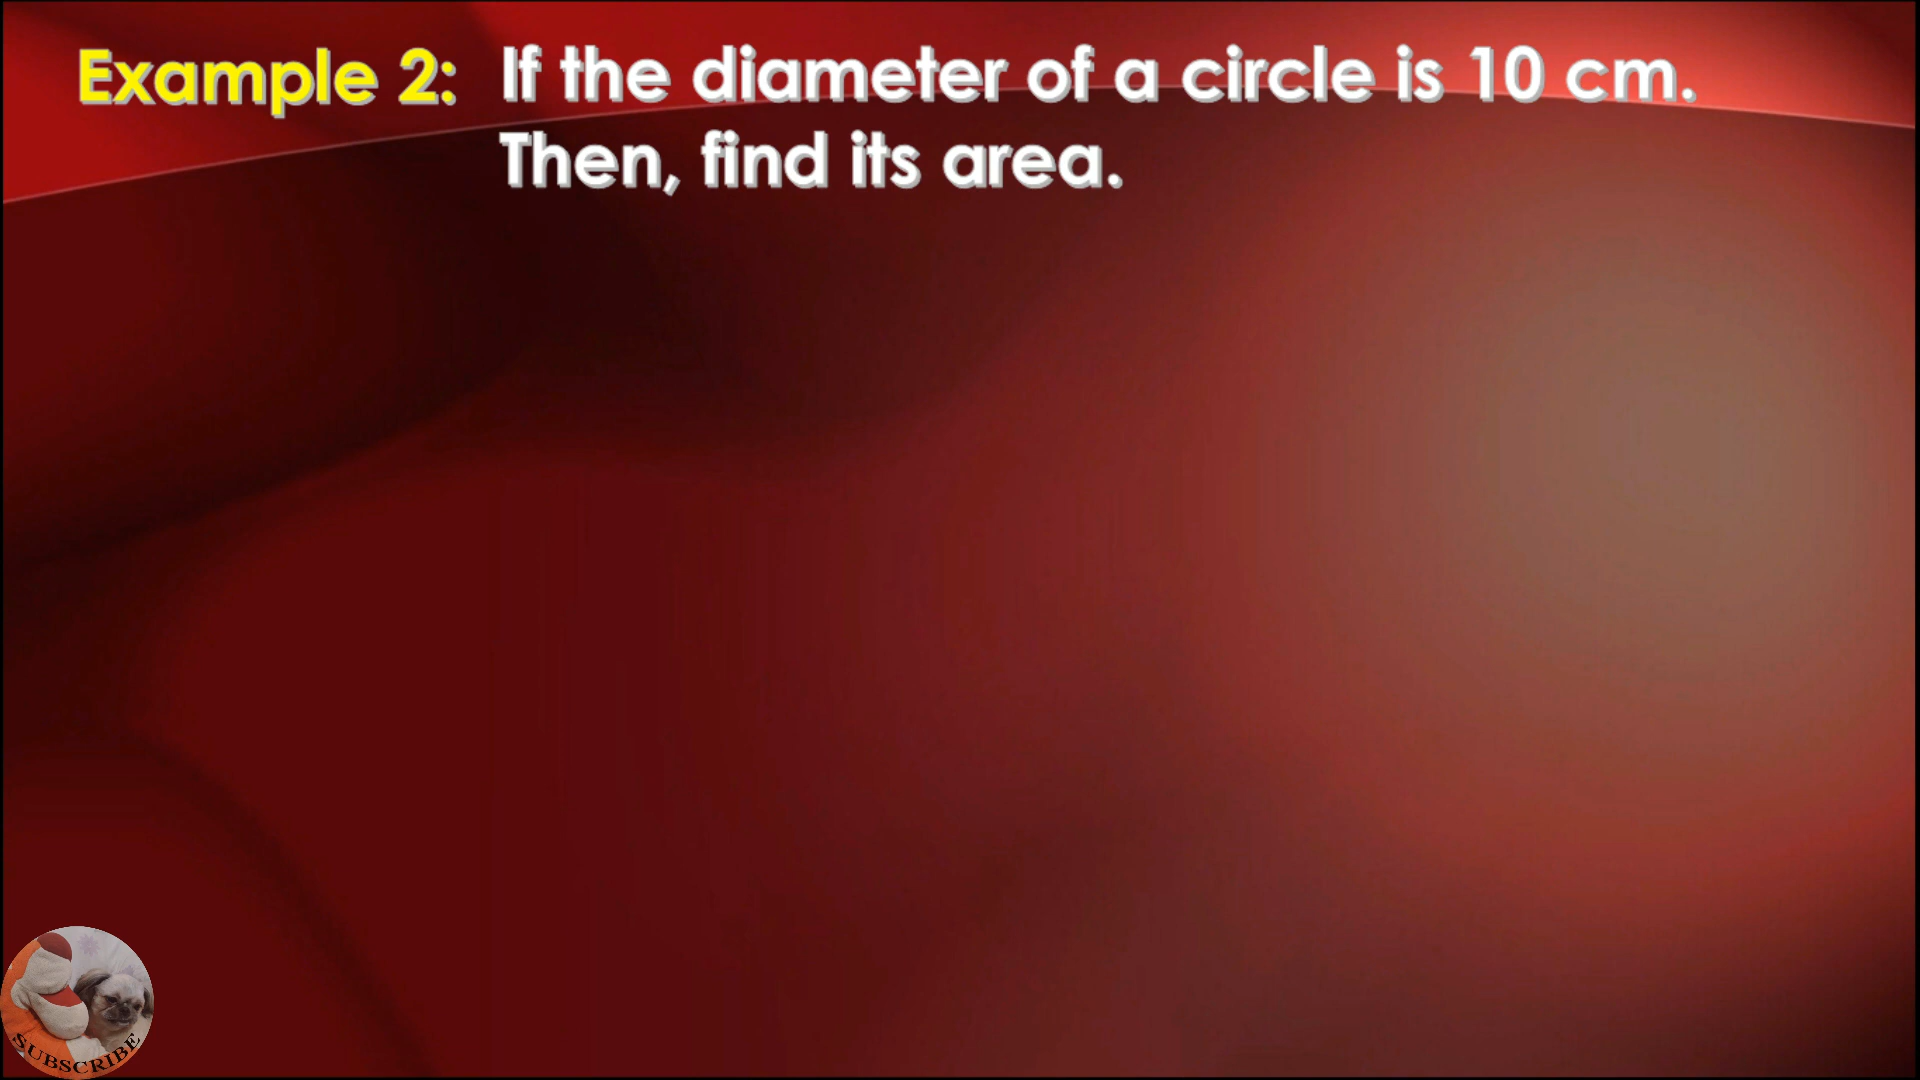 Example 2: If the diameter of a circle is 10 cm.
Then, find its area.
SUBSCRIBE